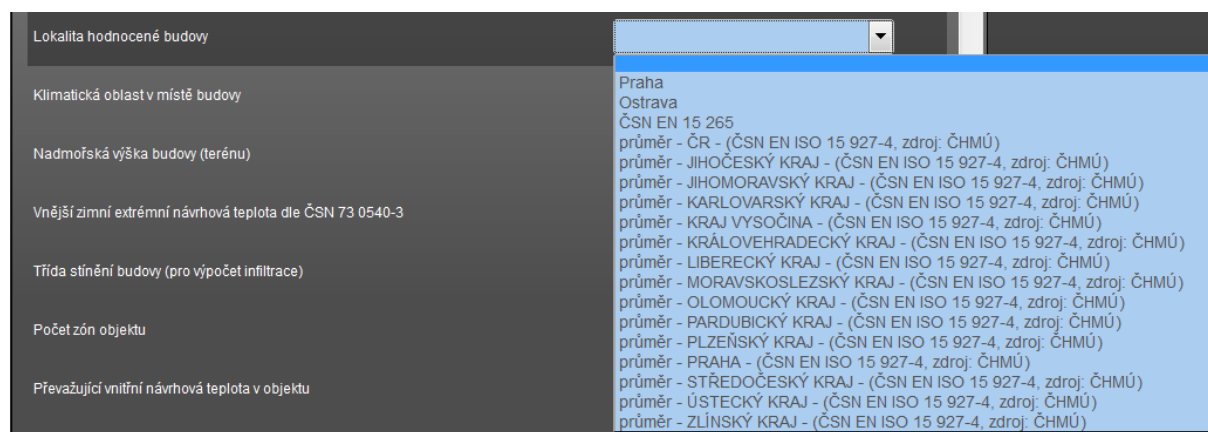 Lokalita hodnocené budovy
Klimatická oblast v místě budovy
Nadmořská výška budovy (terénu)
Vnější zimní extrémní návrhová teplota dle ČSN 73 0540-3
Třída stínění budovy (pro výpočet infiltrace)
Počet zón objektu
Převažující vnitřní návrhová teplota v objektu
Praha
Ostrava
ČSN EN 15 265
průměr - ČR - (ČSN EN ISO 15 927-4, zdroj: ČHMÚ)
průměr - JIHOČESKÝ KRAJ - (ČSN EN ISO 15 927-4, zdroj: ČHMÚ)
průměr - JIHOMORAVSKÝ KRAJ - (ČSN EN ISO 15 927-4, zdroj: ČHMÚ)
průměr - KARLOVARSKÝ KRAJ - (ČSN EN ISO 15 927-4, zdroj: ČHMÚ)
průměr - KRAJ VYSOČINA - (ČSN EN ISO 15 927-4, zdroj: ČHMÚ)
průměr - KRÁLOVEHRADECKÝ KRAJ - (ČSN EN ISO 15 927-4, zdroj: ČHMÚ)
průměr - LIBERECKÝ KRAJ - (ČSN EN ISO 15 927-4, zdroj: ČHMÚ)
průměr - MORAVSKOSLEZSKÝ KRAJ - (ČSN EN ISO 15 927-4, zdroj: ČHMÚ)
průměr - OLOMOUCKÝ KRAJ - (ČSN EN ISO 15 927-4, zdroj: ČHMÚ)
průměr - PARDUBICKÝ KRAJ - (ČSN EN ISO 15 927-4, zdroj: ČHMÚ)
průměr - PLZEŇSKÝ KRAJ - (ČSN EN ISO 15 927-4, zdroj: ČHMÚ)
průměr - PRAHA - (ČSN EN ISO 15 927-4, zdroj: ČHMÚ)
průměr - STŘEDOČESKÝ KRAJ - (ČSN EN ISO 15 927-4, zdroj: ČHMÚ)
průměr - ÚSTECKÝ KRAJ - (ČSN EN ISO 15 927-4, zdroj: ČHMÚ)
průměr - ZLÍNSKÝ KRAJ - (ČSN EN ISO 15 927-4, zdroj: ČHMÚ)